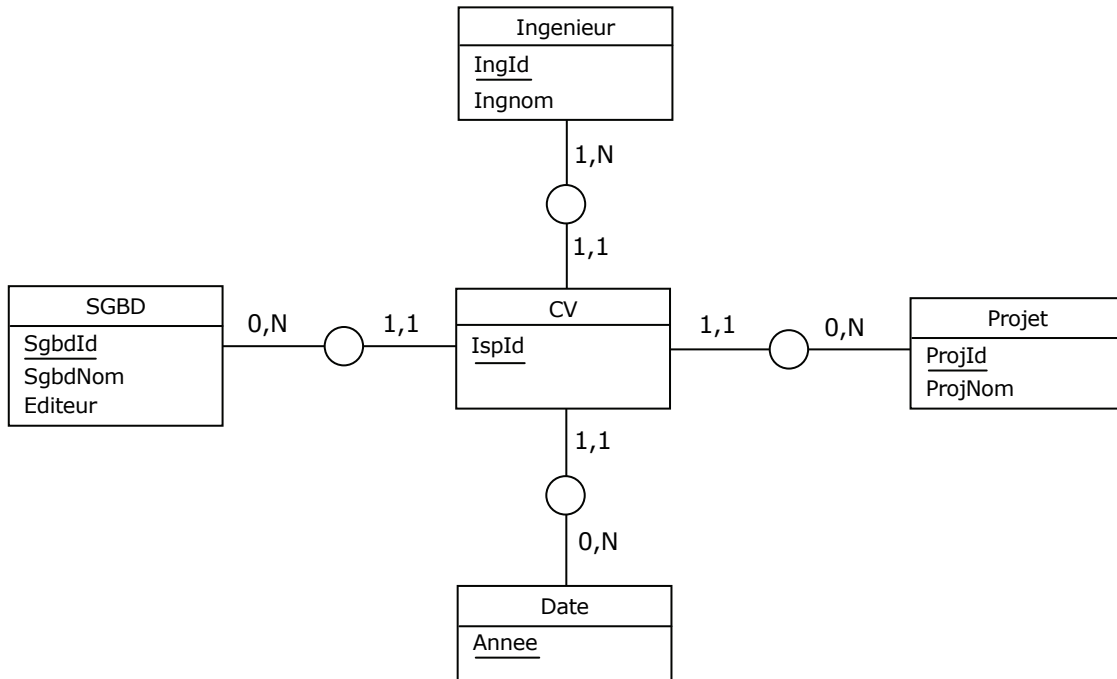 Ingenieur
IngId
Ingnom
1,N
1,1
SGBD
SgbdId
SgbdNom
Editeur
0,N
1,1
CV
IspId
1,1
0,N
Projet
ProjId
ProjNom
1,1
0,N
Date
Annee